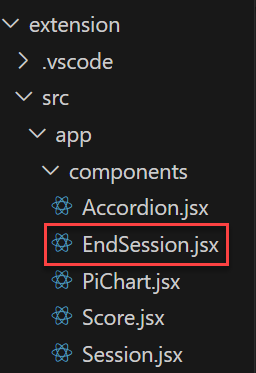 extension
.vscode
src
app
components
Accordion.jsx
EndSession.jsx
PiChart.jsx
Score.jsx
Session.jsx